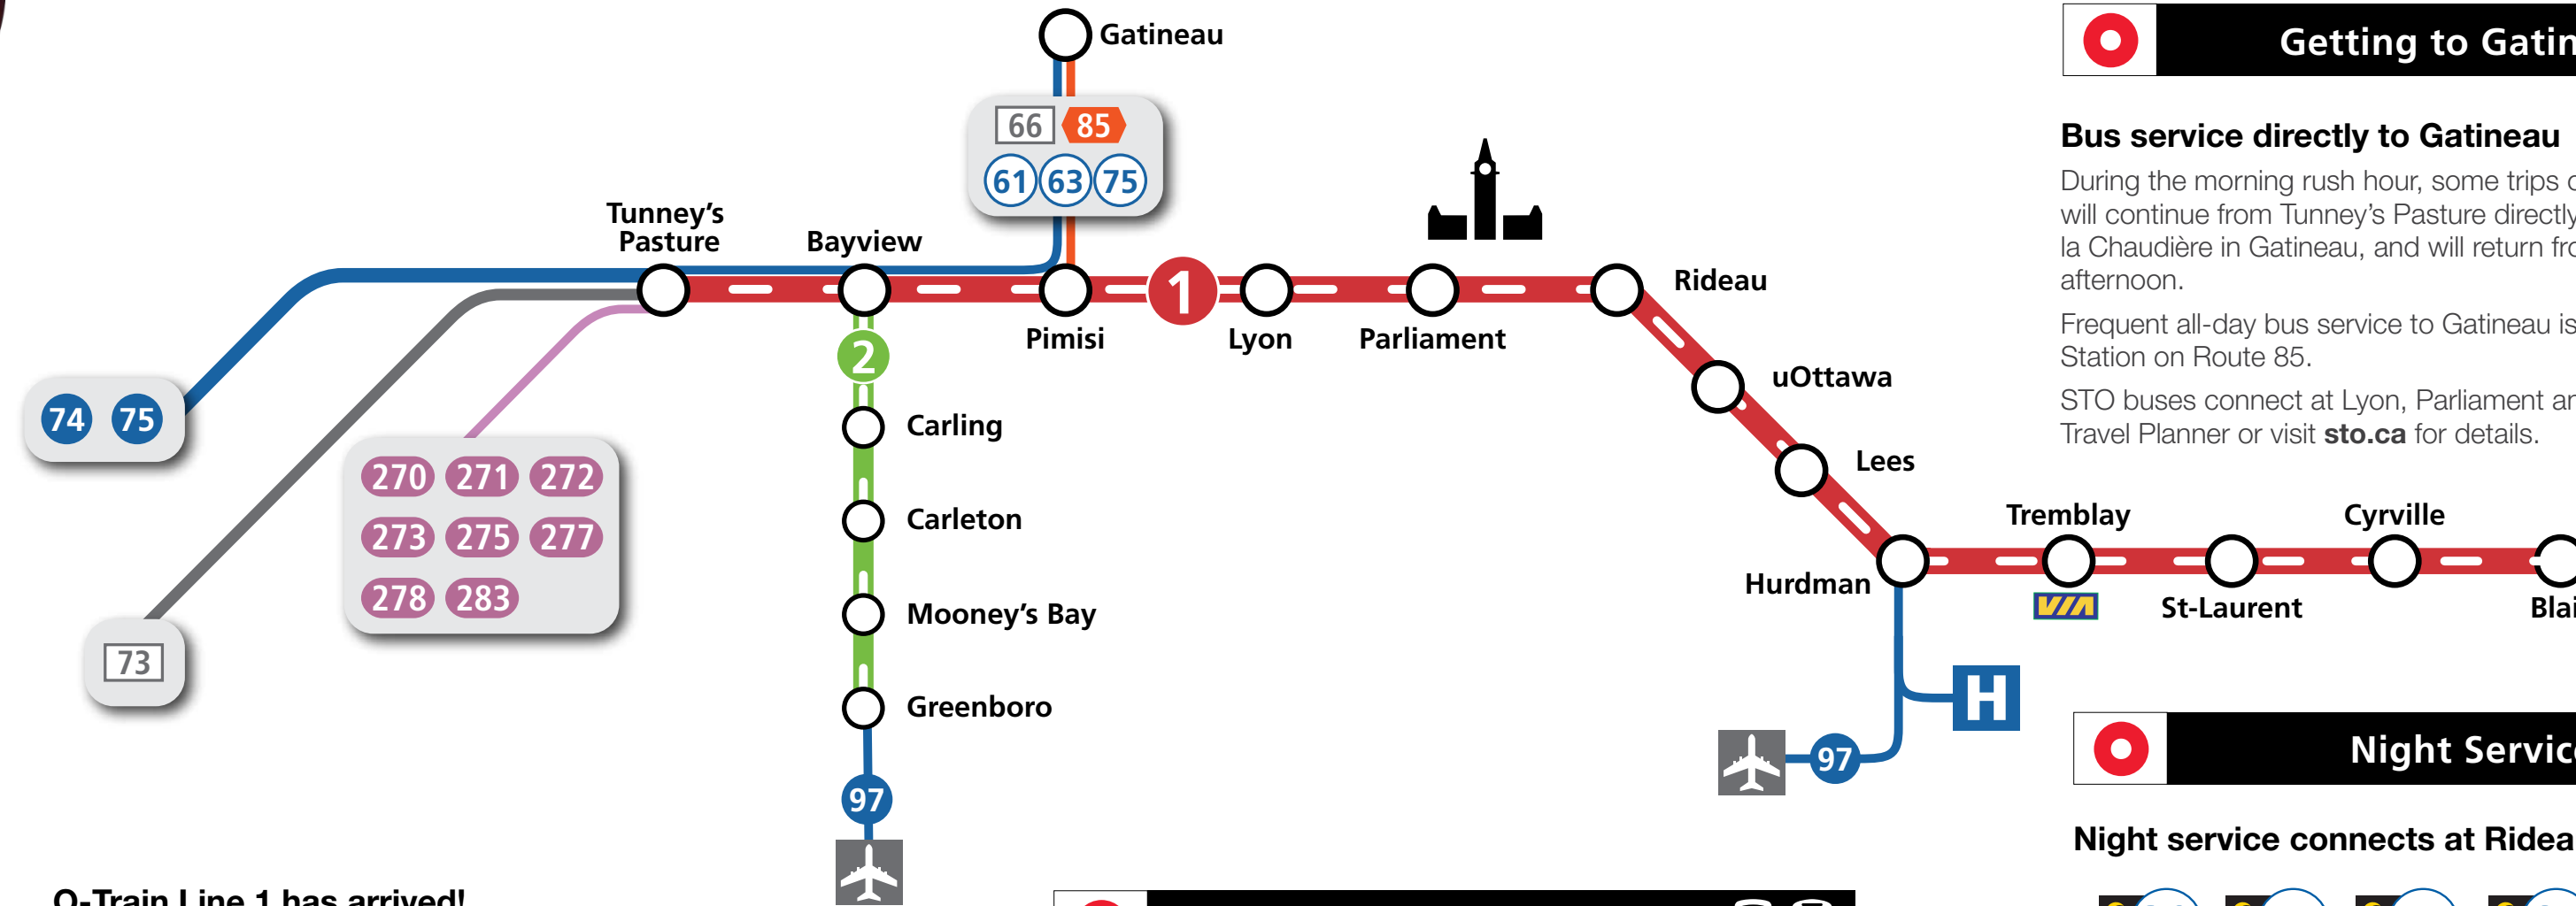 Gatineau
66 85
61 63 75
Tunney's
Pasture
Bayview
Pimisi
1
Lyon
Parliament
Rideau
uOttawa
Lees
Hurdman
Tremblay
VIA
St-Laurent
Cyrville
2
Carling
Carleton
Mooney's Bay
Greenboro
97
97
H
74 75
270 271 272
273 275 277
278 283
73
Getting to
Bus service directly to Gatineau
During the morning rush hour, some trips
will continue from Tunney's Pasture directly
la Chaudière in Gatineau, and will return
afternoon.
Frequent all-day bus service to Gatineau is
Station on Route 85.
STO buses connect at Lyon, Parliament
Travel Planner or visit sto.ca for details.
Night
Night service connects at
O-Train Line 1 has arrived!